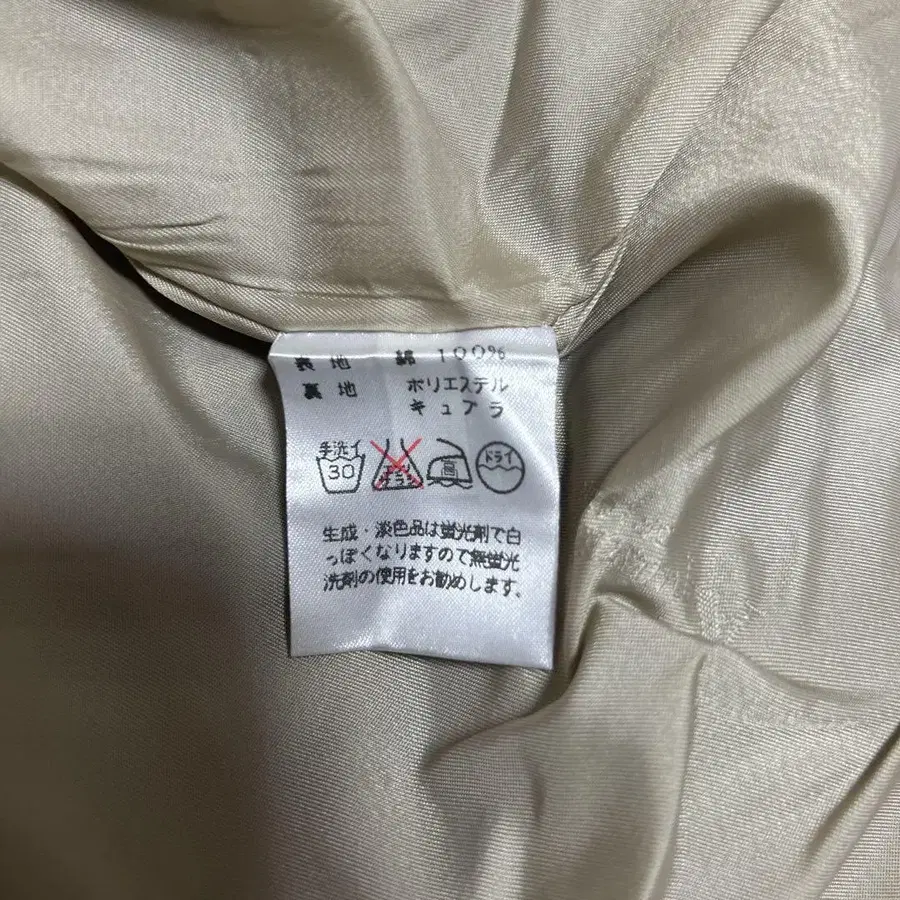 表地 綿 100%
裏地 ポリエステル
キュプラ
手洗イ
30
エンソ
サラシ
高
ドライ
生成・淡色品は蛍光剤で白
っぽくなりますので無蛍光
洗剤の使用をお勧めします。